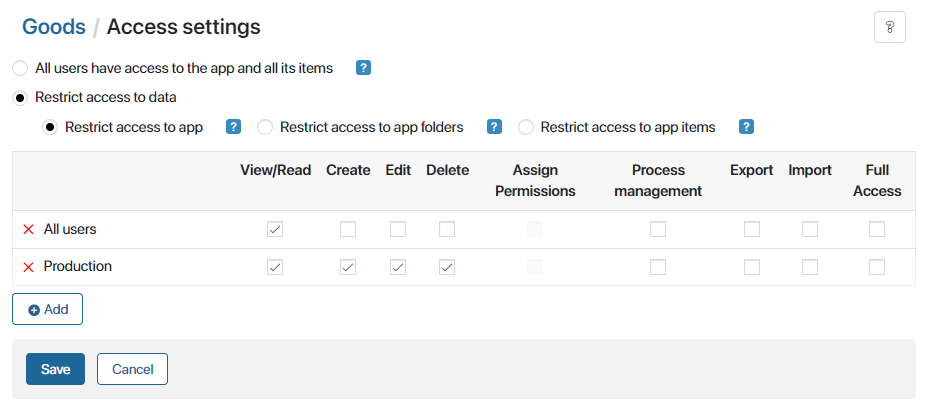 Goods / Access settings
?
All users have access to the app and all its items ?
Restrict access to data
Restrict access to app ? Restrict access to app folders ? Restrict access to app items ?
View/Read Create Edit Delete Assign Permissions Process management Export Import Full Access
All users
Production
Add
Save Cancel